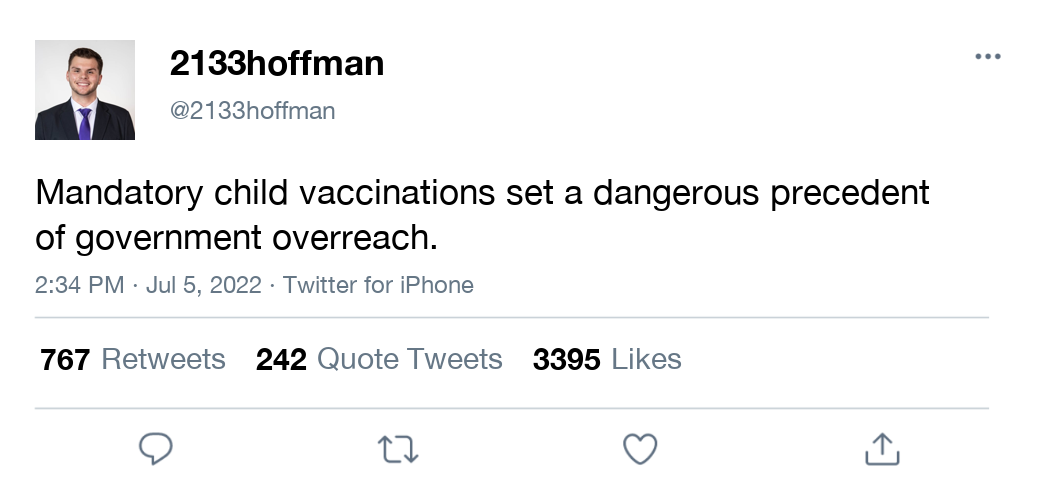 2133hoffman
@2133hoffman
Mandatory child vaccinations set a dangerous precedent
of government overreach.
2:34 PM · Jul 5, 2022 · Twitter for iPhone
767 Retweets 242 Quote Tweets 3395 Likes